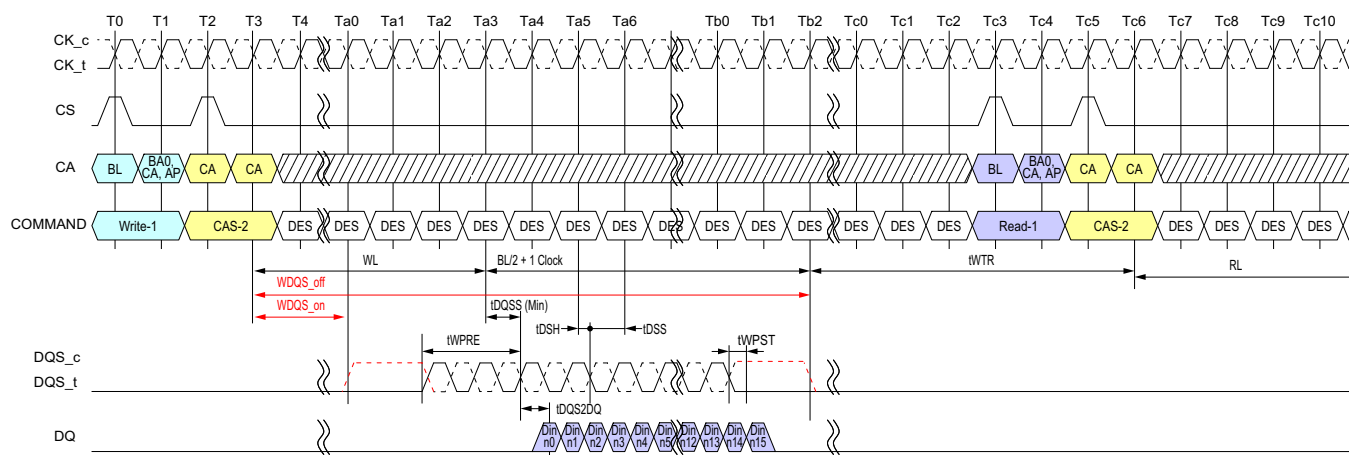 T0 T1 T2 T3 T4 Ta0 Ta1 Ta2 Ta3 Ta4 Ta5 Ta6 Tb0 Tb1 Tb2 Tc0 Tc1 Tc2 Tc3 Tc4 Tc5 Tc6 Tc7 Tc8 Tc9 Tc10
CK_c
CK_t
CS
CA BL BA0, CA, AP CA CA BL BA0, CA, AP CA CA
COMMAND Write-1 CAS-2 DES DES DES DES DES DES DES DES DES DES DES DES DES DES Read-1 CAS-2 DES DES DES DES
WL BL/2 + 1 Clock tWTR RL
WDQS_off
WDQS_on tDQSS (Min)
tDSH tDSS
tWPRE tWPST
DQS_c
DQS_t
tDQS2DQ
DQ Din n0 Din n1 Din n2 Din n3 Din n4 Din n5 Din n12 Din n13 Din n14 Din n15